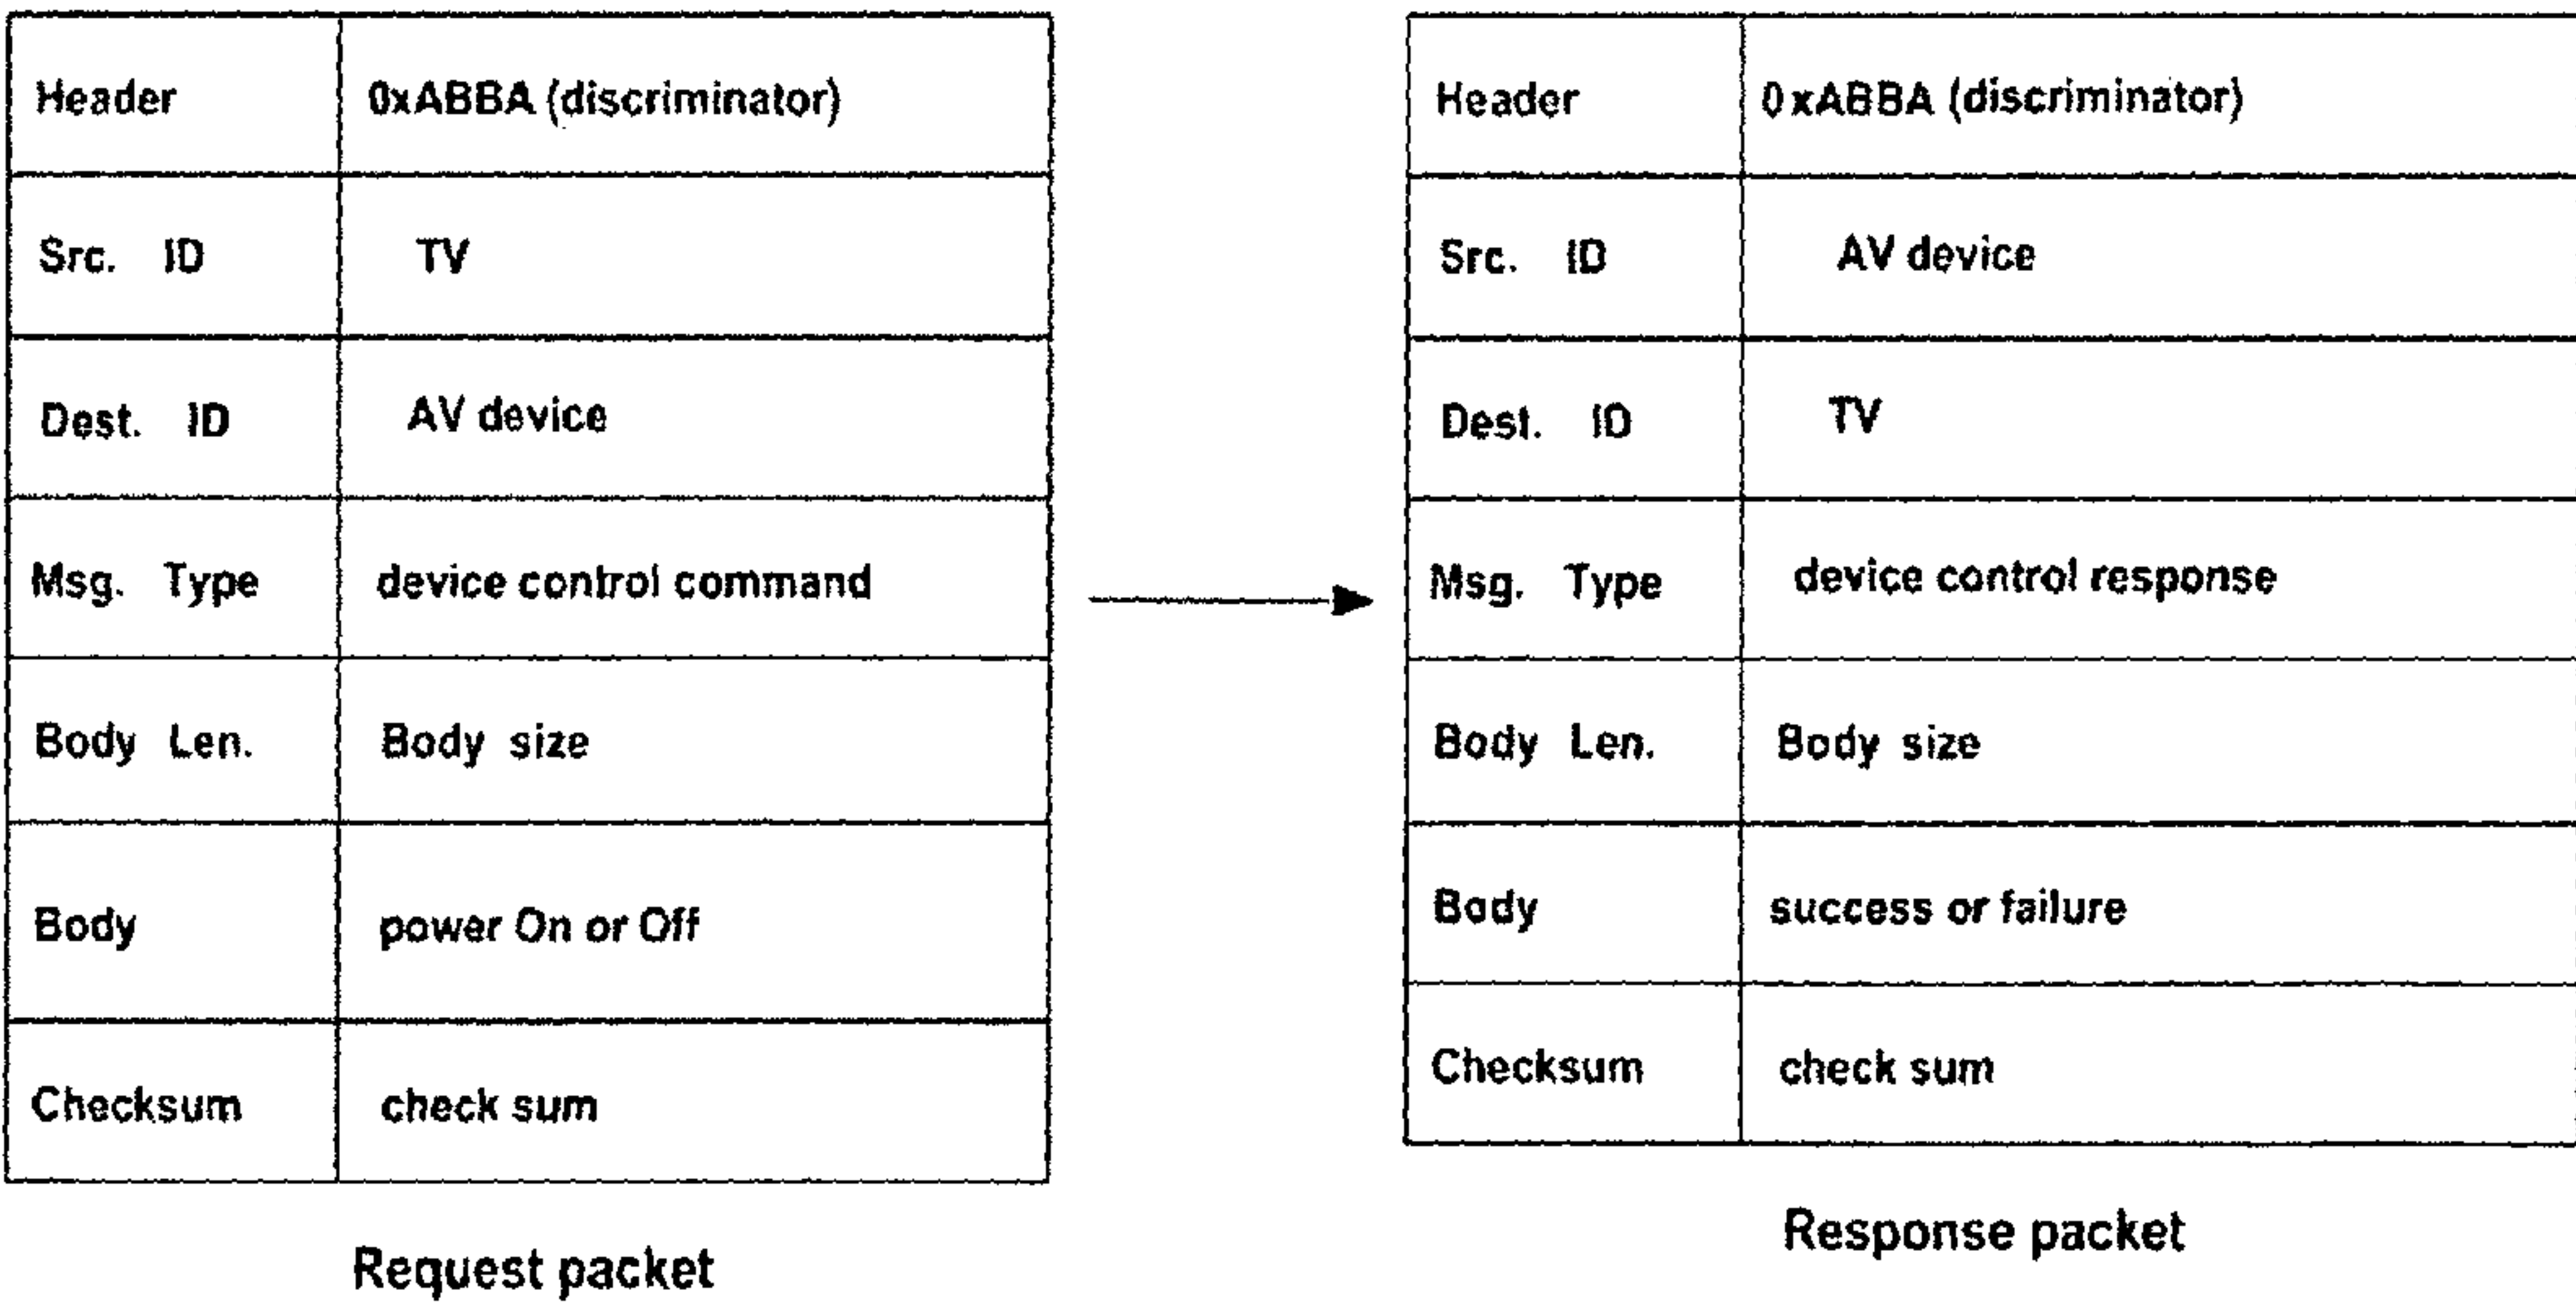 Header 0xABBA (discriminator)
Src. ID TV
Dest. ID AV device
Msg. Type device control command
Body Len. Body size
Body power On or Off
Checksum check sum
Request packet
Header 0xABBA (discriminator)
Src. ID AV device
Dest. ID TV
Msg. Type device control response
Body Len. Body size
Body success or failure
Checksum check sum
Response packet